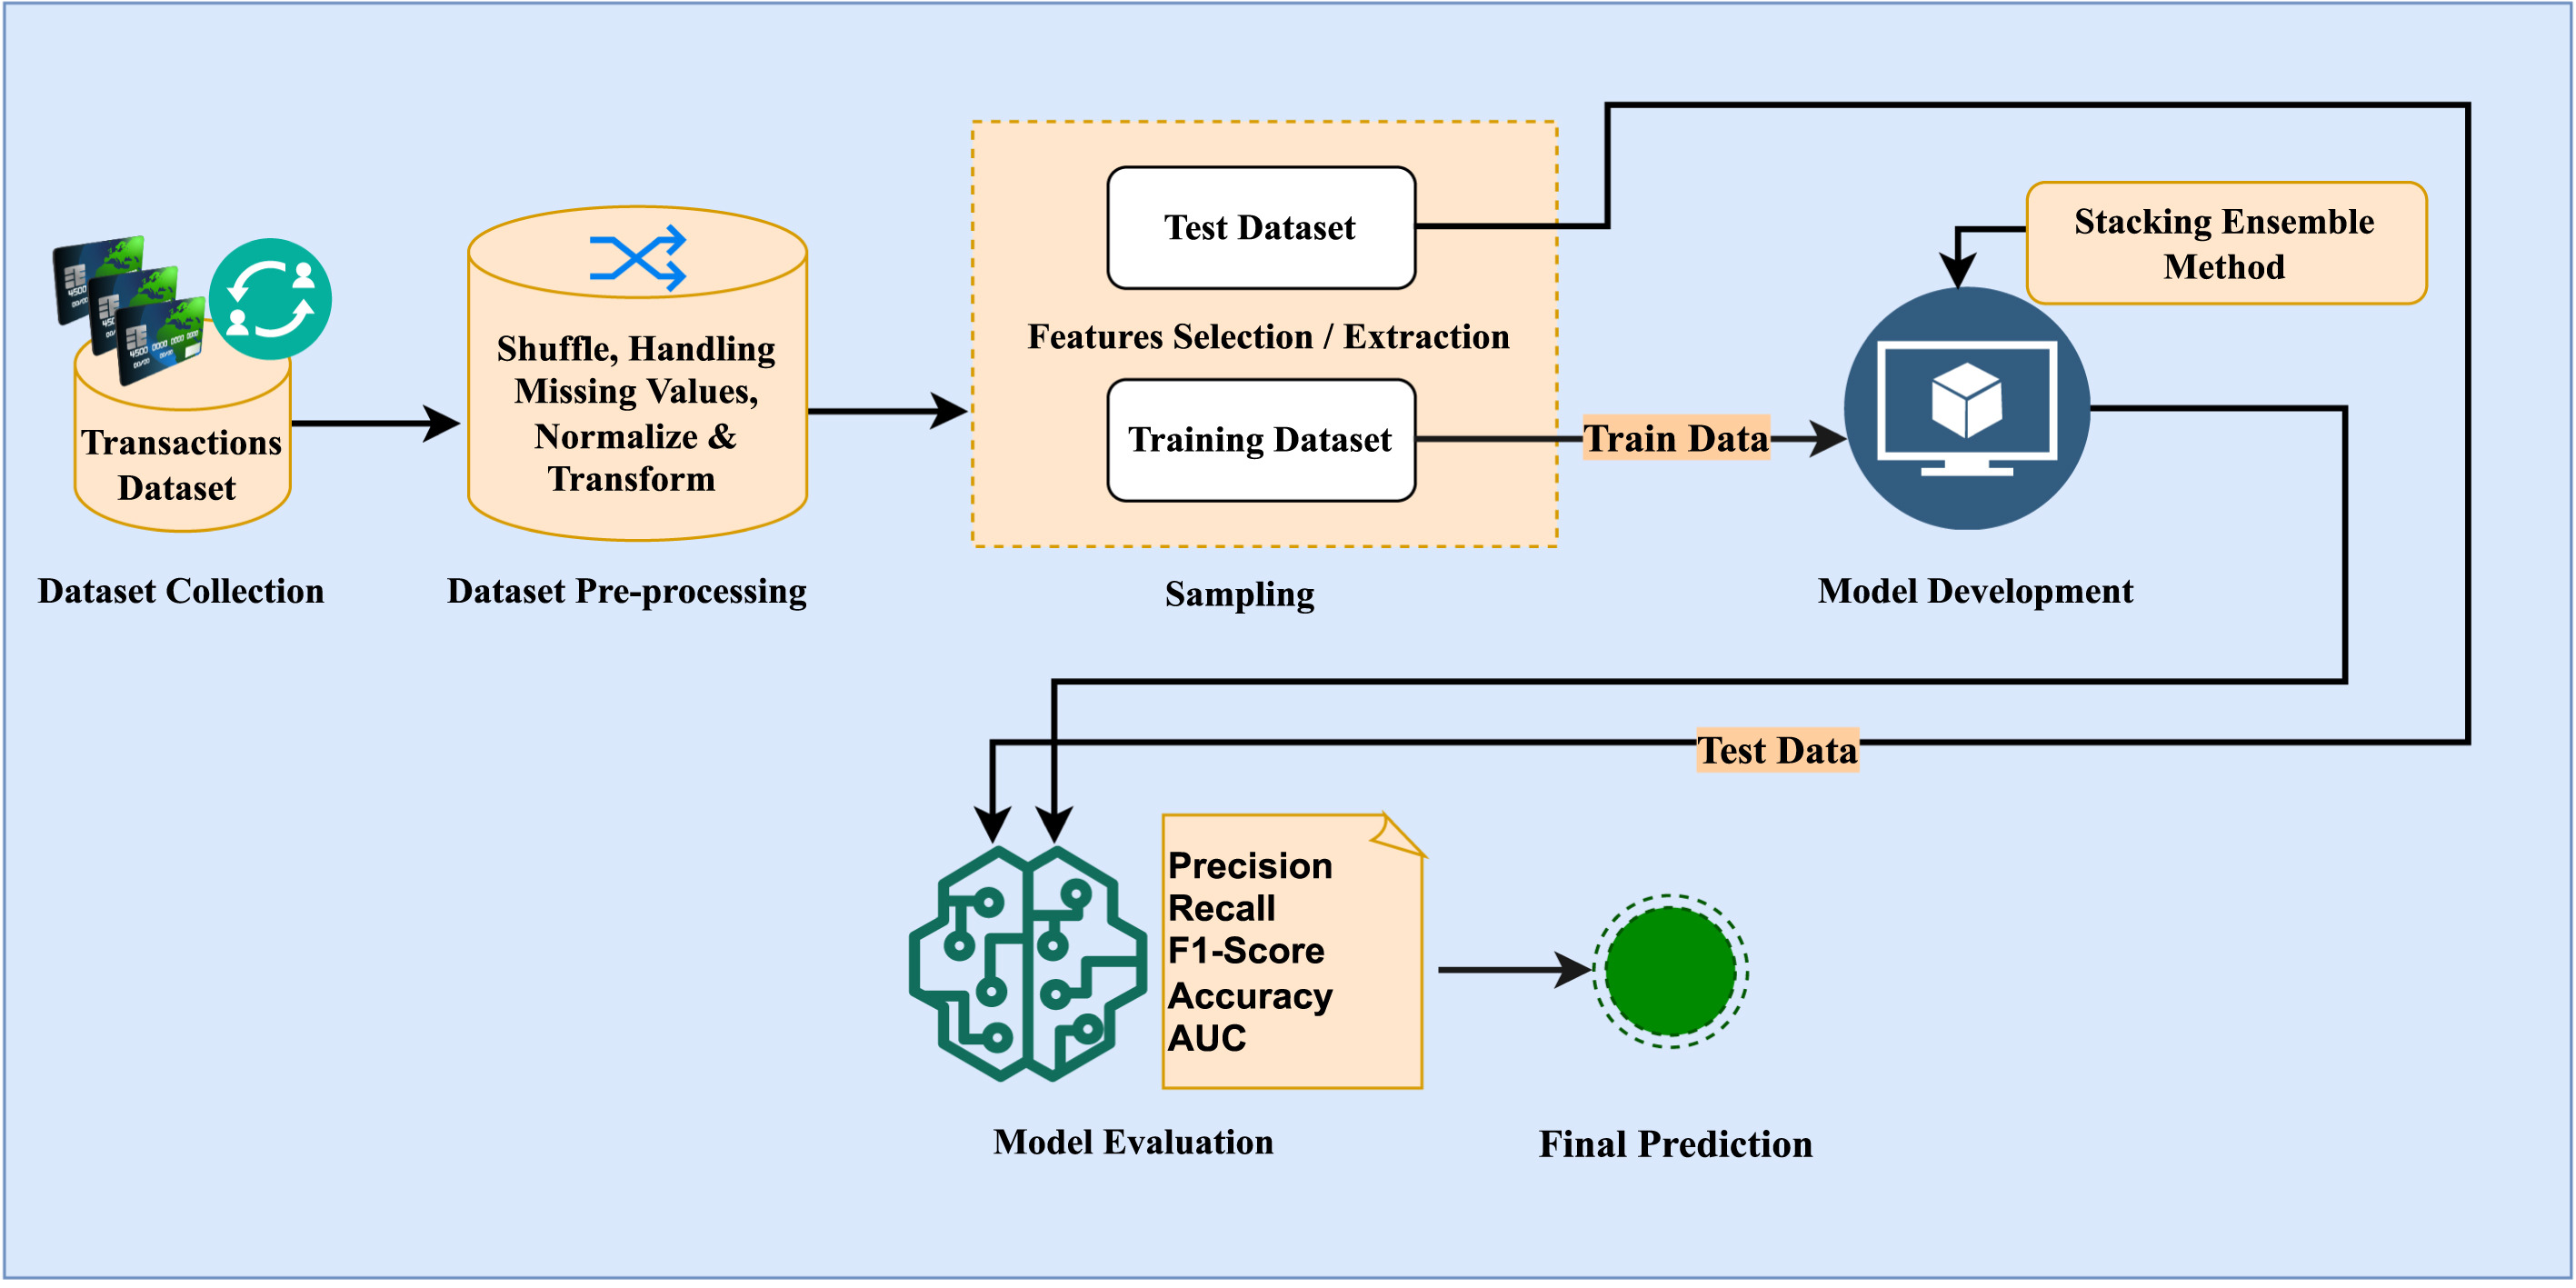 Transactions
Dataset
Dataset Collection
Shuffle, Handling
Missing Values,
Normalize &
Transform
Dataset Pre-processing
Test Dataset
Features Selection / Extraction
Training Dataset
Sampling
Train Data
Stacking Ensemble
Method
Model Development
Test Data
Precision
Recall
F1-Score
Accuracy
AUC
Model Evaluation
Final Prediction